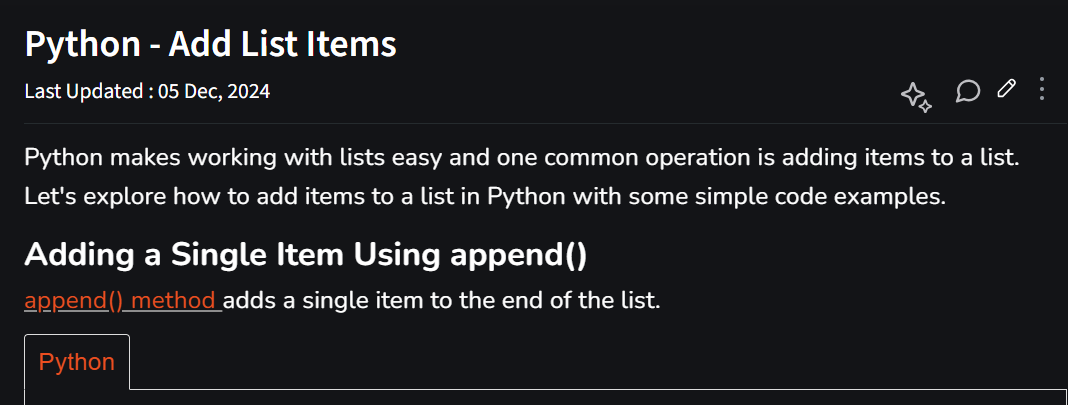 Python - Add List Items
Last Updated : 05 Dec, 2024
Python makes working with lists easy and one common operation is adding items to a list.
Let's explore how to add items to a list in Python with some simple code examples.
Adding a Single Item Using append()
append() method adds a single item to the end of the list.
Python